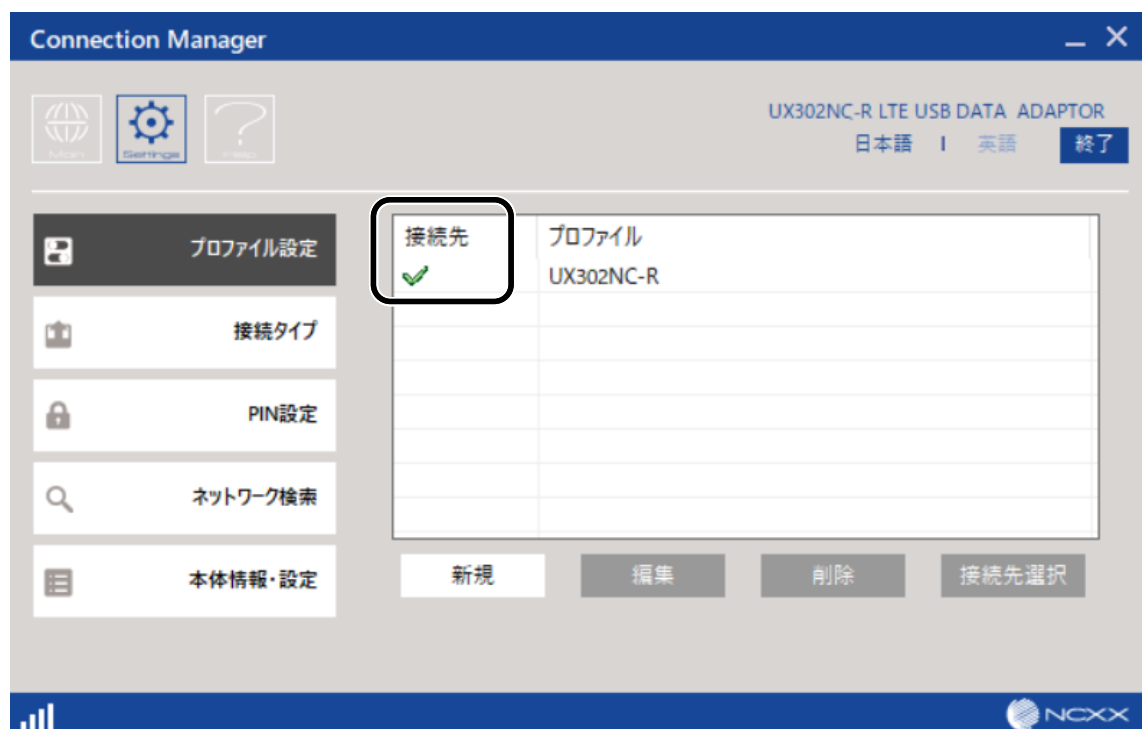 Connection Manager
Main
Settings
Help
UX302NC-R LTE USB DATA ADAPTOR
日本語 | 英語 終了
プロファイル設定
接続タイプ
PIN設定
ネットワーク検索
本体情報・設定
接続先 プロファイル
UX302NC-R
新規 編集 削除 接続先選択
NCXX